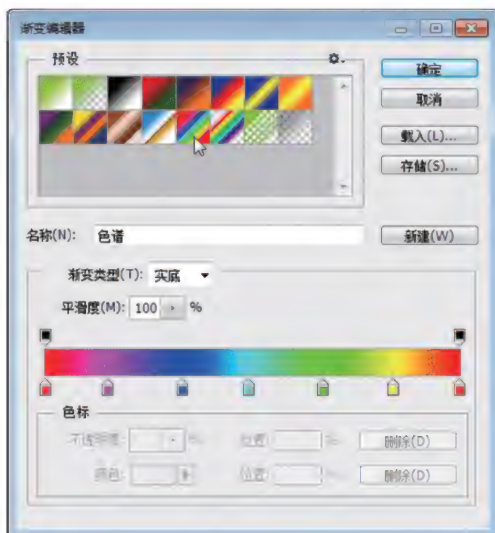 渐变编辑器
预设
确定
取消
载入(L)...
存储(S)...
名称(N): 色谱
新建(W)
渐变类型(T): 实底
平滑度(M): 100 %
色标
不透明度: % 位置: % 删除(D)
颜色: 位置: % 删除(D)